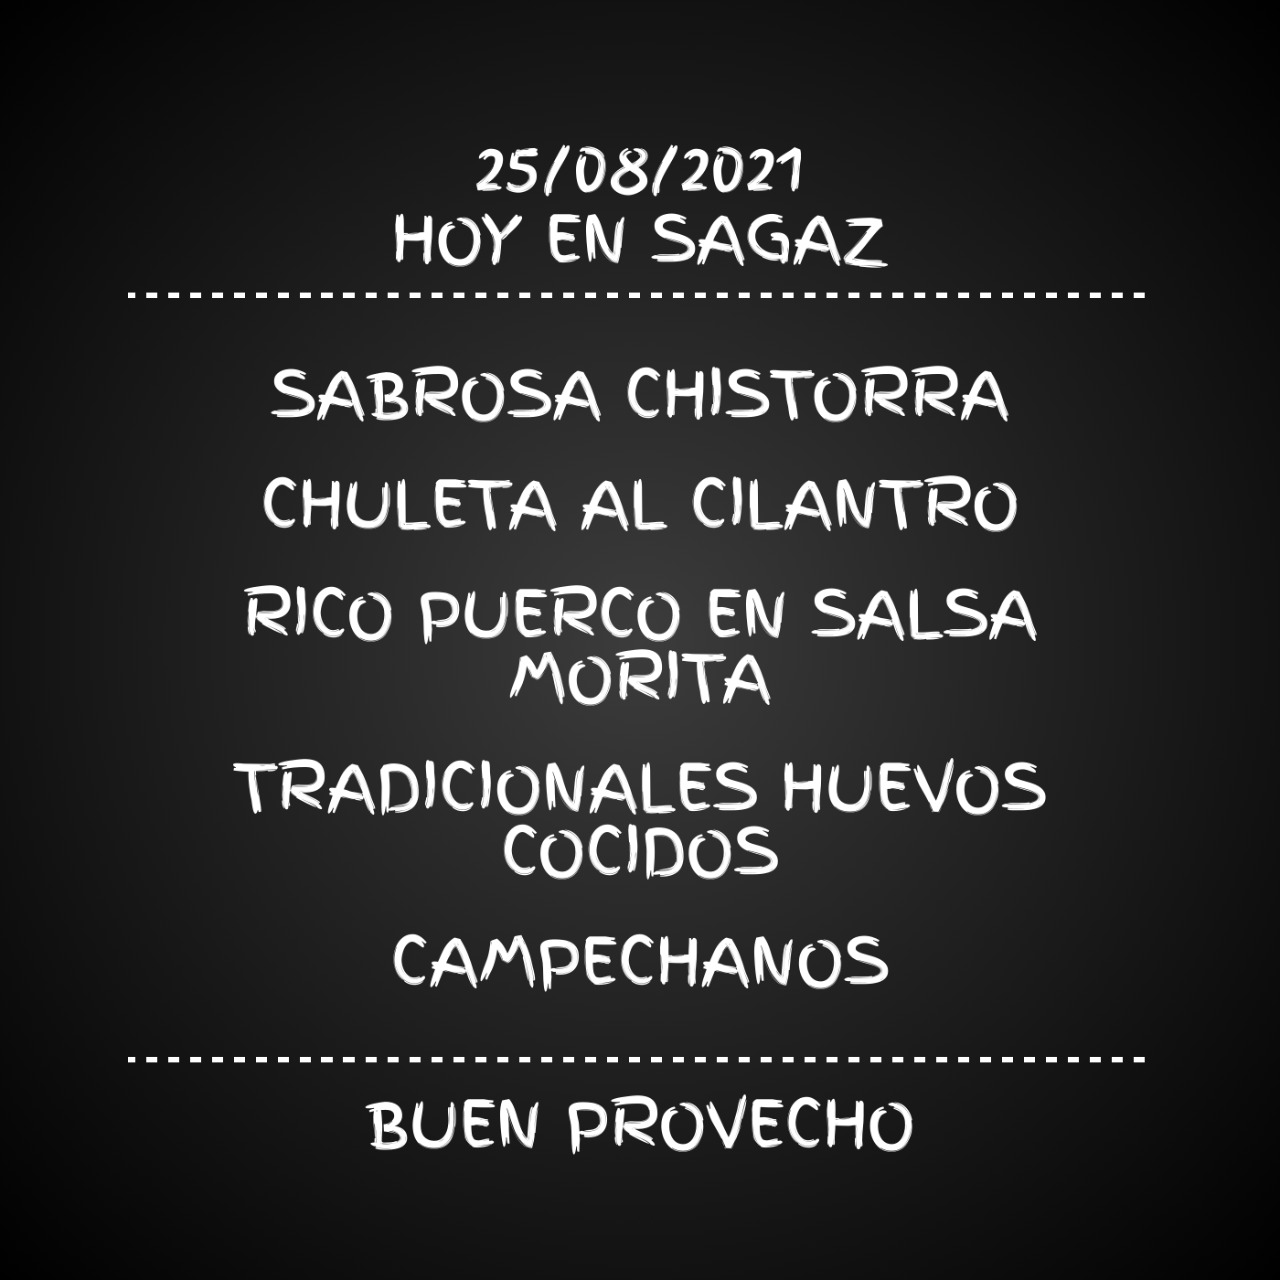 25/08/2021
HOY EN SAGAZ
SABROSA CHISTORRA
CHULETA AL CILANTRO
RICO PUERCO EN SALSA
MORITA
TRADICIONALES HUEVOS
COCIDOS
CAMPECHANOS
BUEN PROVECHO